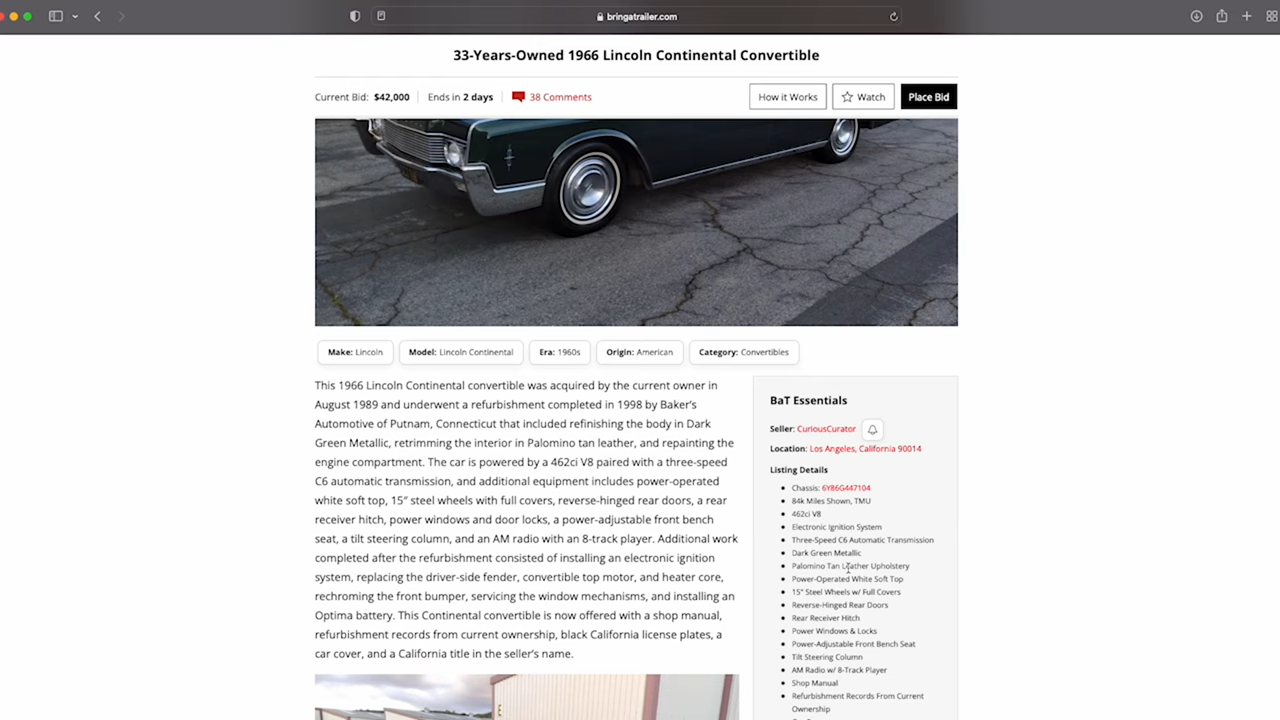 bringatrailer.com
33-Years-Owned 1966 Lincoln Continental Convertible
Current Bid: $42,000 Ends in 2 days 38 Comments How it Works Watch Place Bid
Make: Lincoln Model: Lincoln Continental Era: 1960s Origin: American Category: Convertibles
This 1966 Lincoln Continental convertible was acquired by the current owner in
August 1989 and underwent a refurbishment completed in 1998 by Baker's
Automotive of Putnam, Connecticut that included refinishing the body in Dark
Green Metallic, retrimming the interior in Palomino tan leather, and repainting the
engine compartment. The car is powered by a 462ci V8 paired with a three-speed
C6 automatic transmission, and additional equipment includes power-operated
white soft top, 15″ steel wheels with full covers, reverse-hinged rear doors, a rear
receiver hitch, power windows and door locks, a power-adjustable front bench
seat, a tilt steering column, and an AM radio with an 8-track player. Additional work
completed after the refurbishment consisted of installing an electronic ignition
system, replacing the driver-side fender, convertible top motor, and heater core,
rechroming the front bumper, servicing the window mechanisms, and installing an
Optima battery. This Continental convertible is now offered with a shop manual,
refurbishment records from current ownership, black California license plates, a
car cover, and a California title in the seller's name.
BaT Essentials
Seller: CuriousCurator
Location: Los Angeles, California 90014
Listing Details
Chassis: 6Y86G447104
84k Miles Shown, TMU
462ci V8
Electronic Ignition System
Three-Speed C6 Automatic Transmission
Dark Green Metallic
Palomino Tan Leather Upholstery
Power-Operated White Soft Top
15" Steel Wheels w/ Full Covers
Reverse-Hinged Rear Doors
Rear Receiver Hitch
Power Windows & Locks
Power-Adjustable Front Bench Seat
Tilt Steering Column
AM Radio w/ 8-Track Player
Shop Manual
Refurbishment Records From Current
Ownership